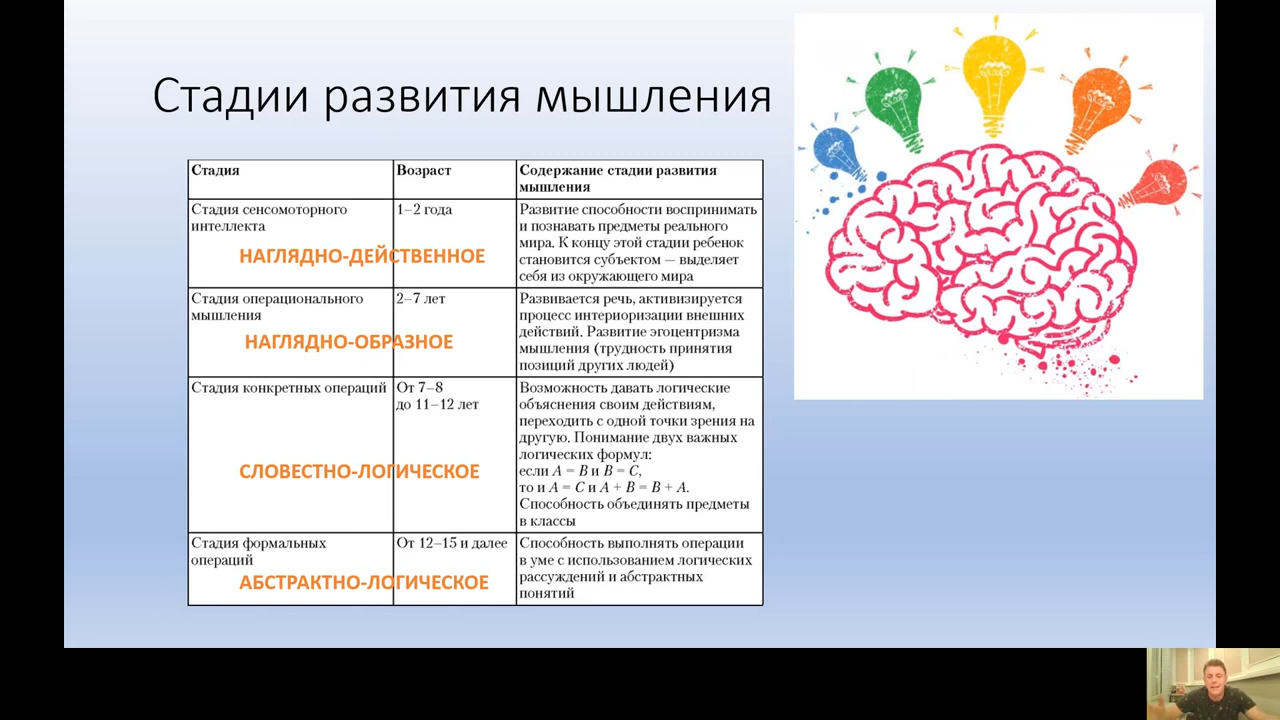 Стадии развития мышления
Стадия
Возраст
Содержание стадии развития
мышления
Стадия сенсомоторного
интеллекта
НАГЛЯДНО-ДЕЙСТВЕННОЕ
1–2 года
Развитие способности воспринимать
и познавать предметы реального
мира. К концу этой стадии ребенок
становится субъектом — выделяет
себя из окружающего мира
Стадия операционального
мышления
НАГЛЯДНО-ОБРАЗНОЕ
2–7 лет
Развивается речь, активизируется
процесс интериоризации внешних
действий. Развитие эгоцентризма
мышления (трудность принятия
позиций других людей)
Стадия конкретных операций
СЛОВЕСТНО-ЛОГИЧЕСКОЕ
От 7–8
до 11–12 лет
Возможность давать логические
объяснения своим действиям,
переходить с одной точки зрения на
другую. Понимание двух важных
логических формул:
если A = B и B = C,
то и A = C и A + B = B + A.
Способность объединять предметы
в классы
Стадия формальных
операций
АБСТРАКТНО-ЛОГИЧЕСКОЕ
От 12–15 и далее
Способность выполнять операции
в уме с использованием логических
рассуждений и абстрактных
понятий